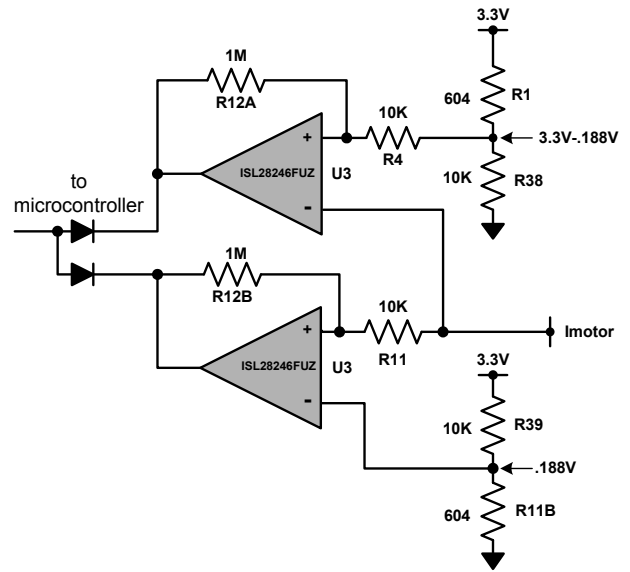 3.3V
1M
R12A
604
R1
10K
R4
3.3V-.188V
+
ISL28246FUZ
U3
10K
R38
-
to
microcontroller
1M
R12B
10K
R11
Imotor
+
ISL28246FUZ
U3
3.3V
-
10K
R39
.188V
604
R11B